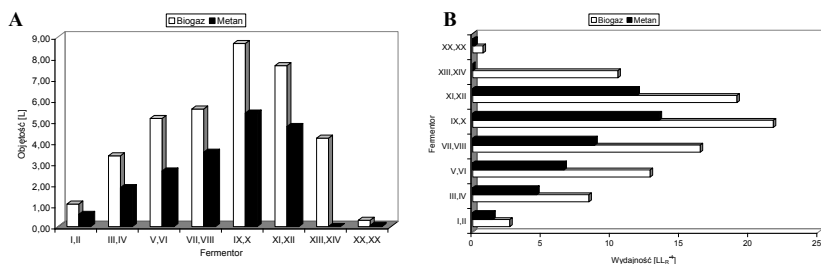 A
Biogaz Metan
Objętość [L]
9,00
8,00
7,00
6,00
5,00
4,00
3,00
2,00
1,00
0,00
I,II III,IV V,VI VII,VIII IX,X XI,XII XIII,XIV XX,XX
Fermentor
B
Biogaz Metan
Fermentor
XX,XX
XIII,XIV
XI,XII
IX,X
VII,VIII
V,VI
III,IV
I,II
0 5 10 15 20 25
Wydajność [LL_R^-1]